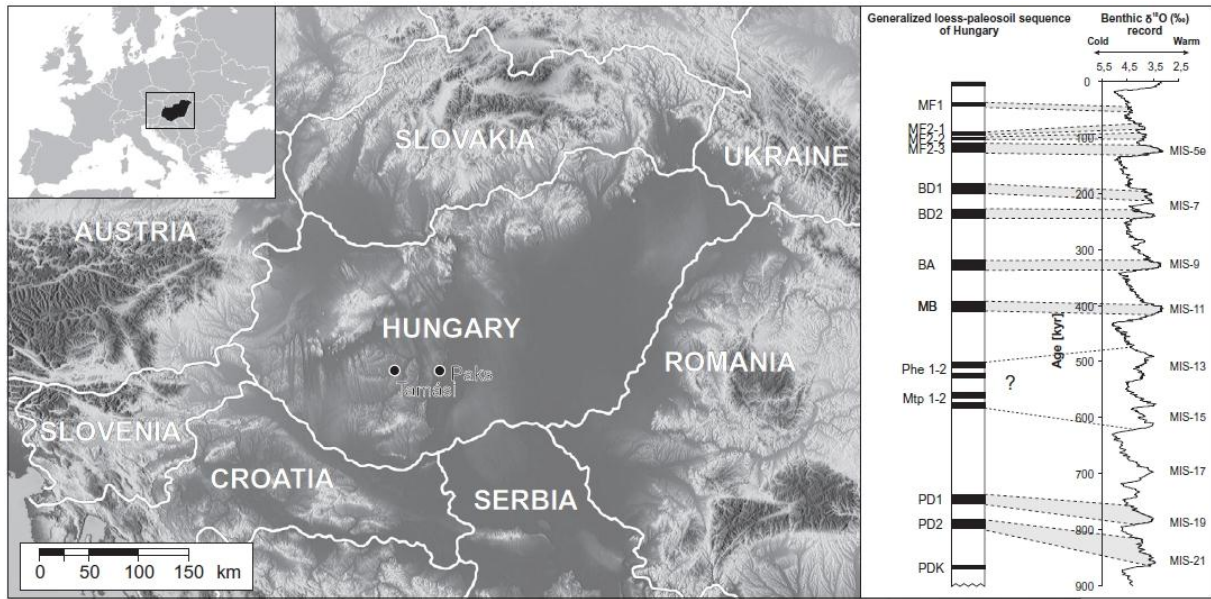 SLOVAKIA
UKRAINE
AUSTRIA
HUNGARY
Paks
Tamási
ROMANIA
SLOVENIA
CROATIA
SERBIA
0 50 100 150 km
Generalized loess-paleosoil sequence
of Hungary
Benthic δ¹⁸O (‰)
record
Cold Warm
5,5 4,5 3,5 2,5
0
MF1
MF2-1
MF2-2
MF2-3
100
MIS-5e
BD1
200
MIS-7
BD2
300
BA
MIS-9
MB
400
MIS-11
Age [kyr]
500
Phe 1-2
MIS-13
?
Mtp 1-2
600
MIS-15
700
MIS-17
PD1
PD2
MIS-19
800
PDK
MIS-21
900